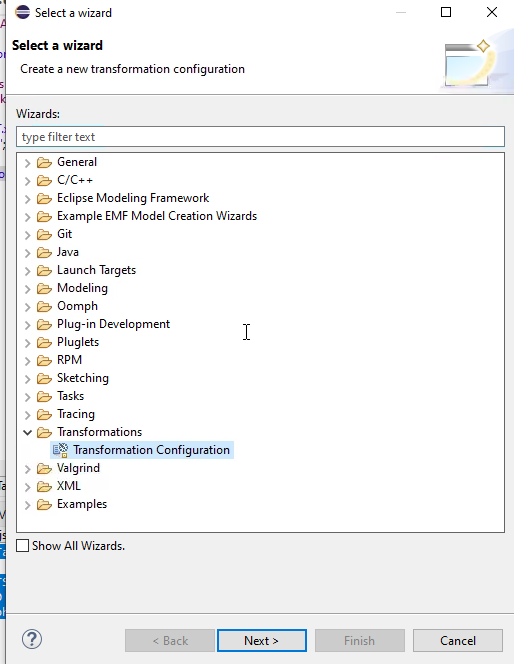 Select a wizard
Select a wizard
Create a new transformation configuration
Wizards:
type filter text
General
C/C++
Eclipse Modeling Framework
Example EMF Model Creation Wizards
Git
Java
Launch Targets
Modeling
Oomph
Plug-in Development
Pluglets
RPM
Sketching
Tasks
Tracing
Transformations
Transformation Configuration
Valgrind
XML
Examples
Show All Wizards.
?
< Back
Next >
Finish
Cancel